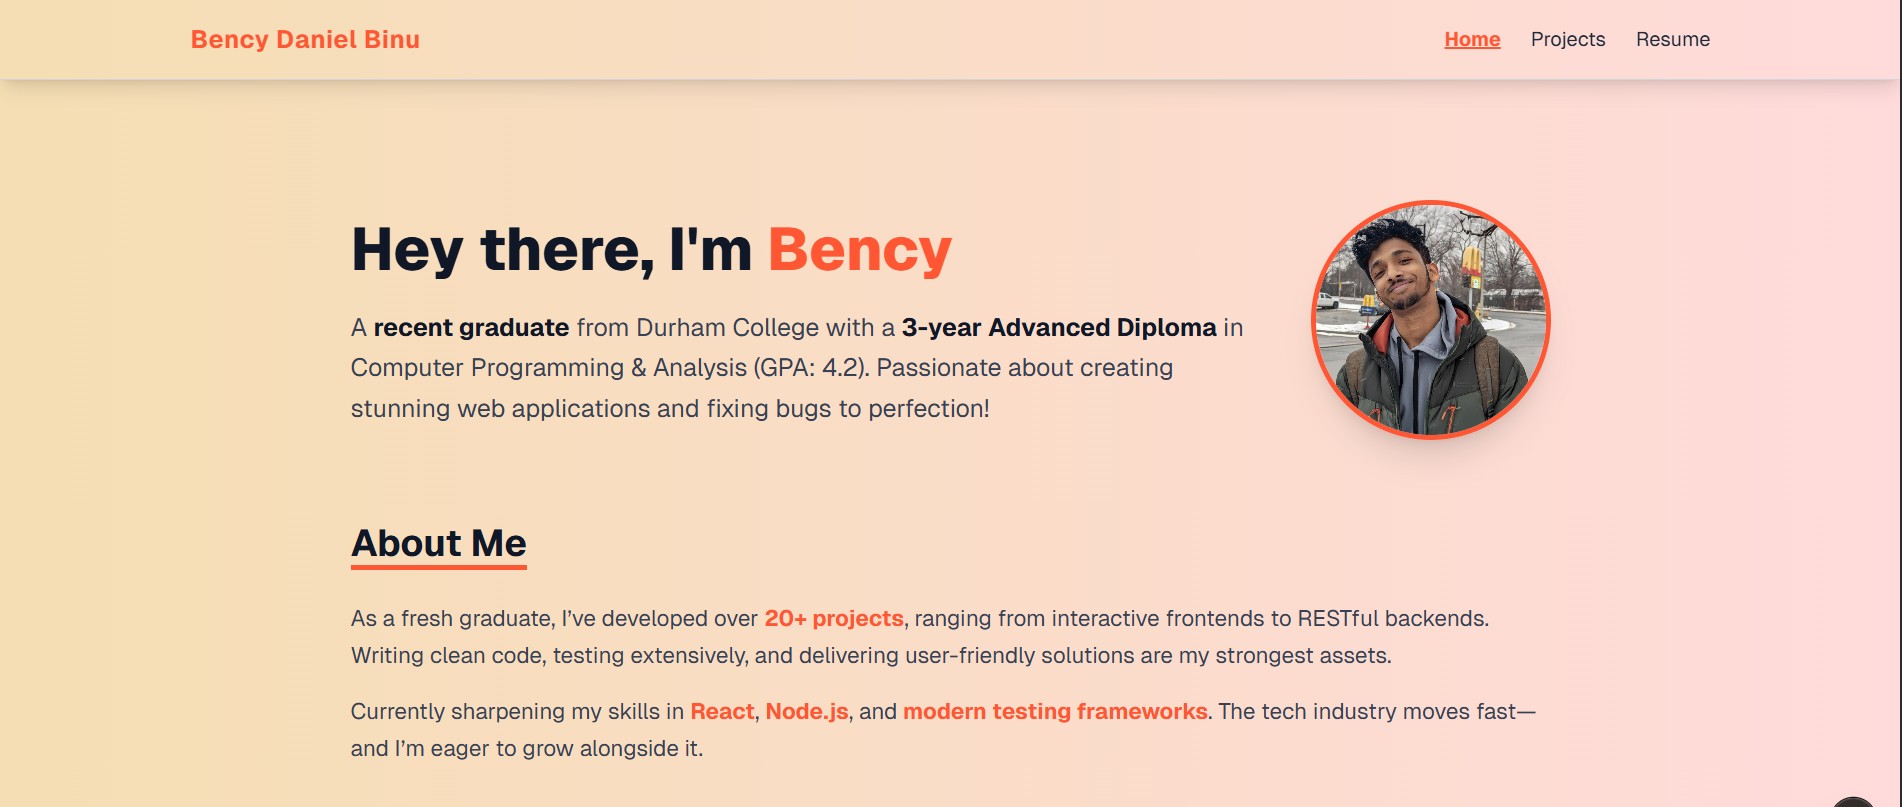 Bency Daniel Binu
Home Projects Resume
Hey there, I'm Bency
A recent graduate from Durham College with a 3-year Advanced Diploma in
Computer Programming & Analysis (GPA: 4.2). Passionate about creating
stunning web applications and fixing bugs to perfection!
About Me
As a fresh graduate, I’ve developed over 20+ projects, ranging from interactive frontends to RESTful backends.
Writing clean code, testing extensively, and delivering user-friendly solutions are my strongest assets.
Currently sharpening my skills in React, Node.js, and modern testing frameworks. The tech industry moves fast—
and I’m eager to grow alongside it.